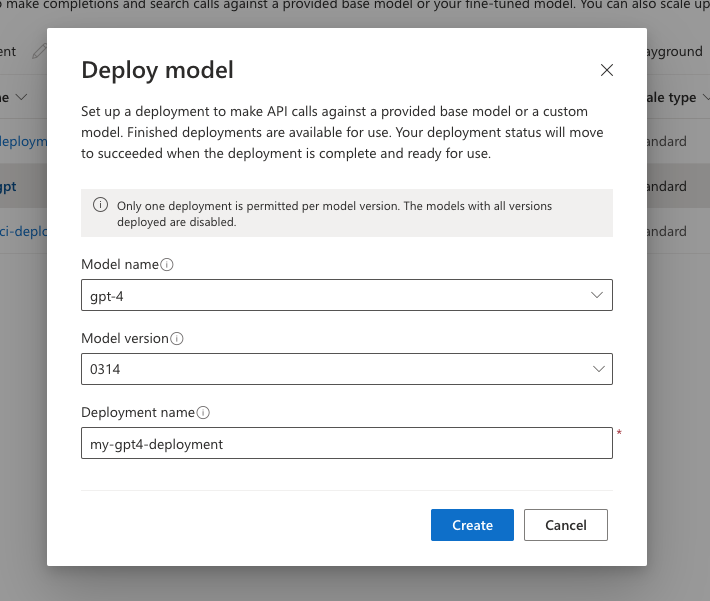 o make completions and search calls against a provided base model or your fine-tuned model. You can also scale up
Deploy model
Set up a deployment to make API calls against a provided base model or a custom
model. Finished deployments are available for use. Your deployment status will move
to succeeded when the deployment is complete and ready for use.
Only one deployment is permitted per model version. The models with all versions
deployed are disabled.
Model name
gpt-4
Model version
0314
Deployment name
my-gpt4-deployment
*
Create Cancel
ent
ayground
e
ale type
deploym
andard
gpt
andard
ci-deplo
andard